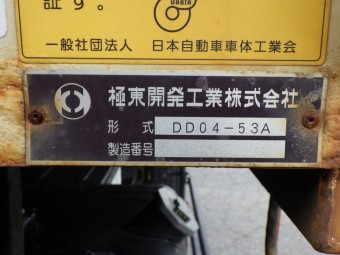 証す。
一般社団法人 日本自動車車体工業会
極東開発工業株式会社
形式 DD04-53A
製造番号